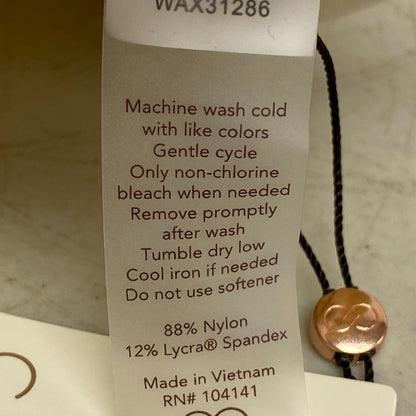 WAX31286
Machine wash cold
with like colors
Gentle cycle
Only non-chlorine
bleach when needed
Remove promptly
after wash
Tumble dry low
Cool iron if needed
Do not use softener
88% Nylon
12% Lycra® Spandex
Made in Vietnam
RN# 104141